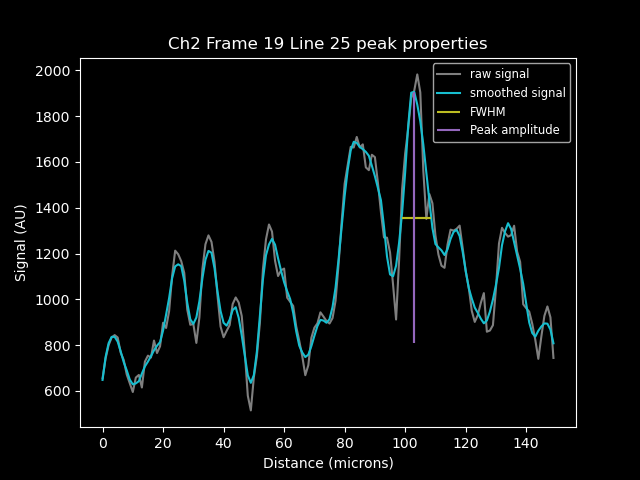 Ch2 Frame 19 Line 25 peak properties
raw signal
smoothed signal
FWHM
Peak amplitude
Signal (AU)
2000
1800
1600
1400
1200
1000
800
600
0 20 40 60 80 100 120 140
Distance (microns)